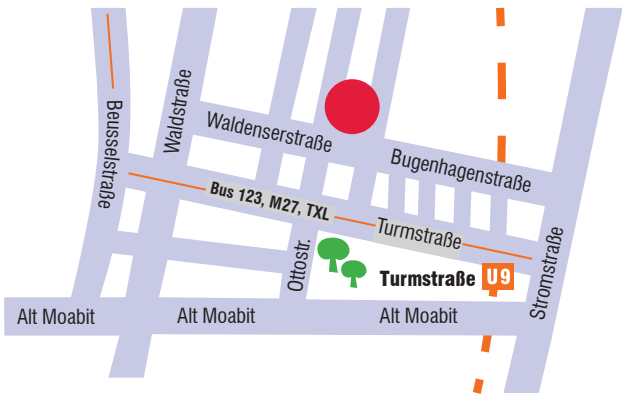 Beusselstraße
Waldstraße
Waldenserstraße
Bugenhagenstraße
Bus 123, M27, TXL
Turmstraße
Ottostr.
Turmstraße U9
Stromstraße
Alt Moabit
Alt Moabit
Alt Moabit